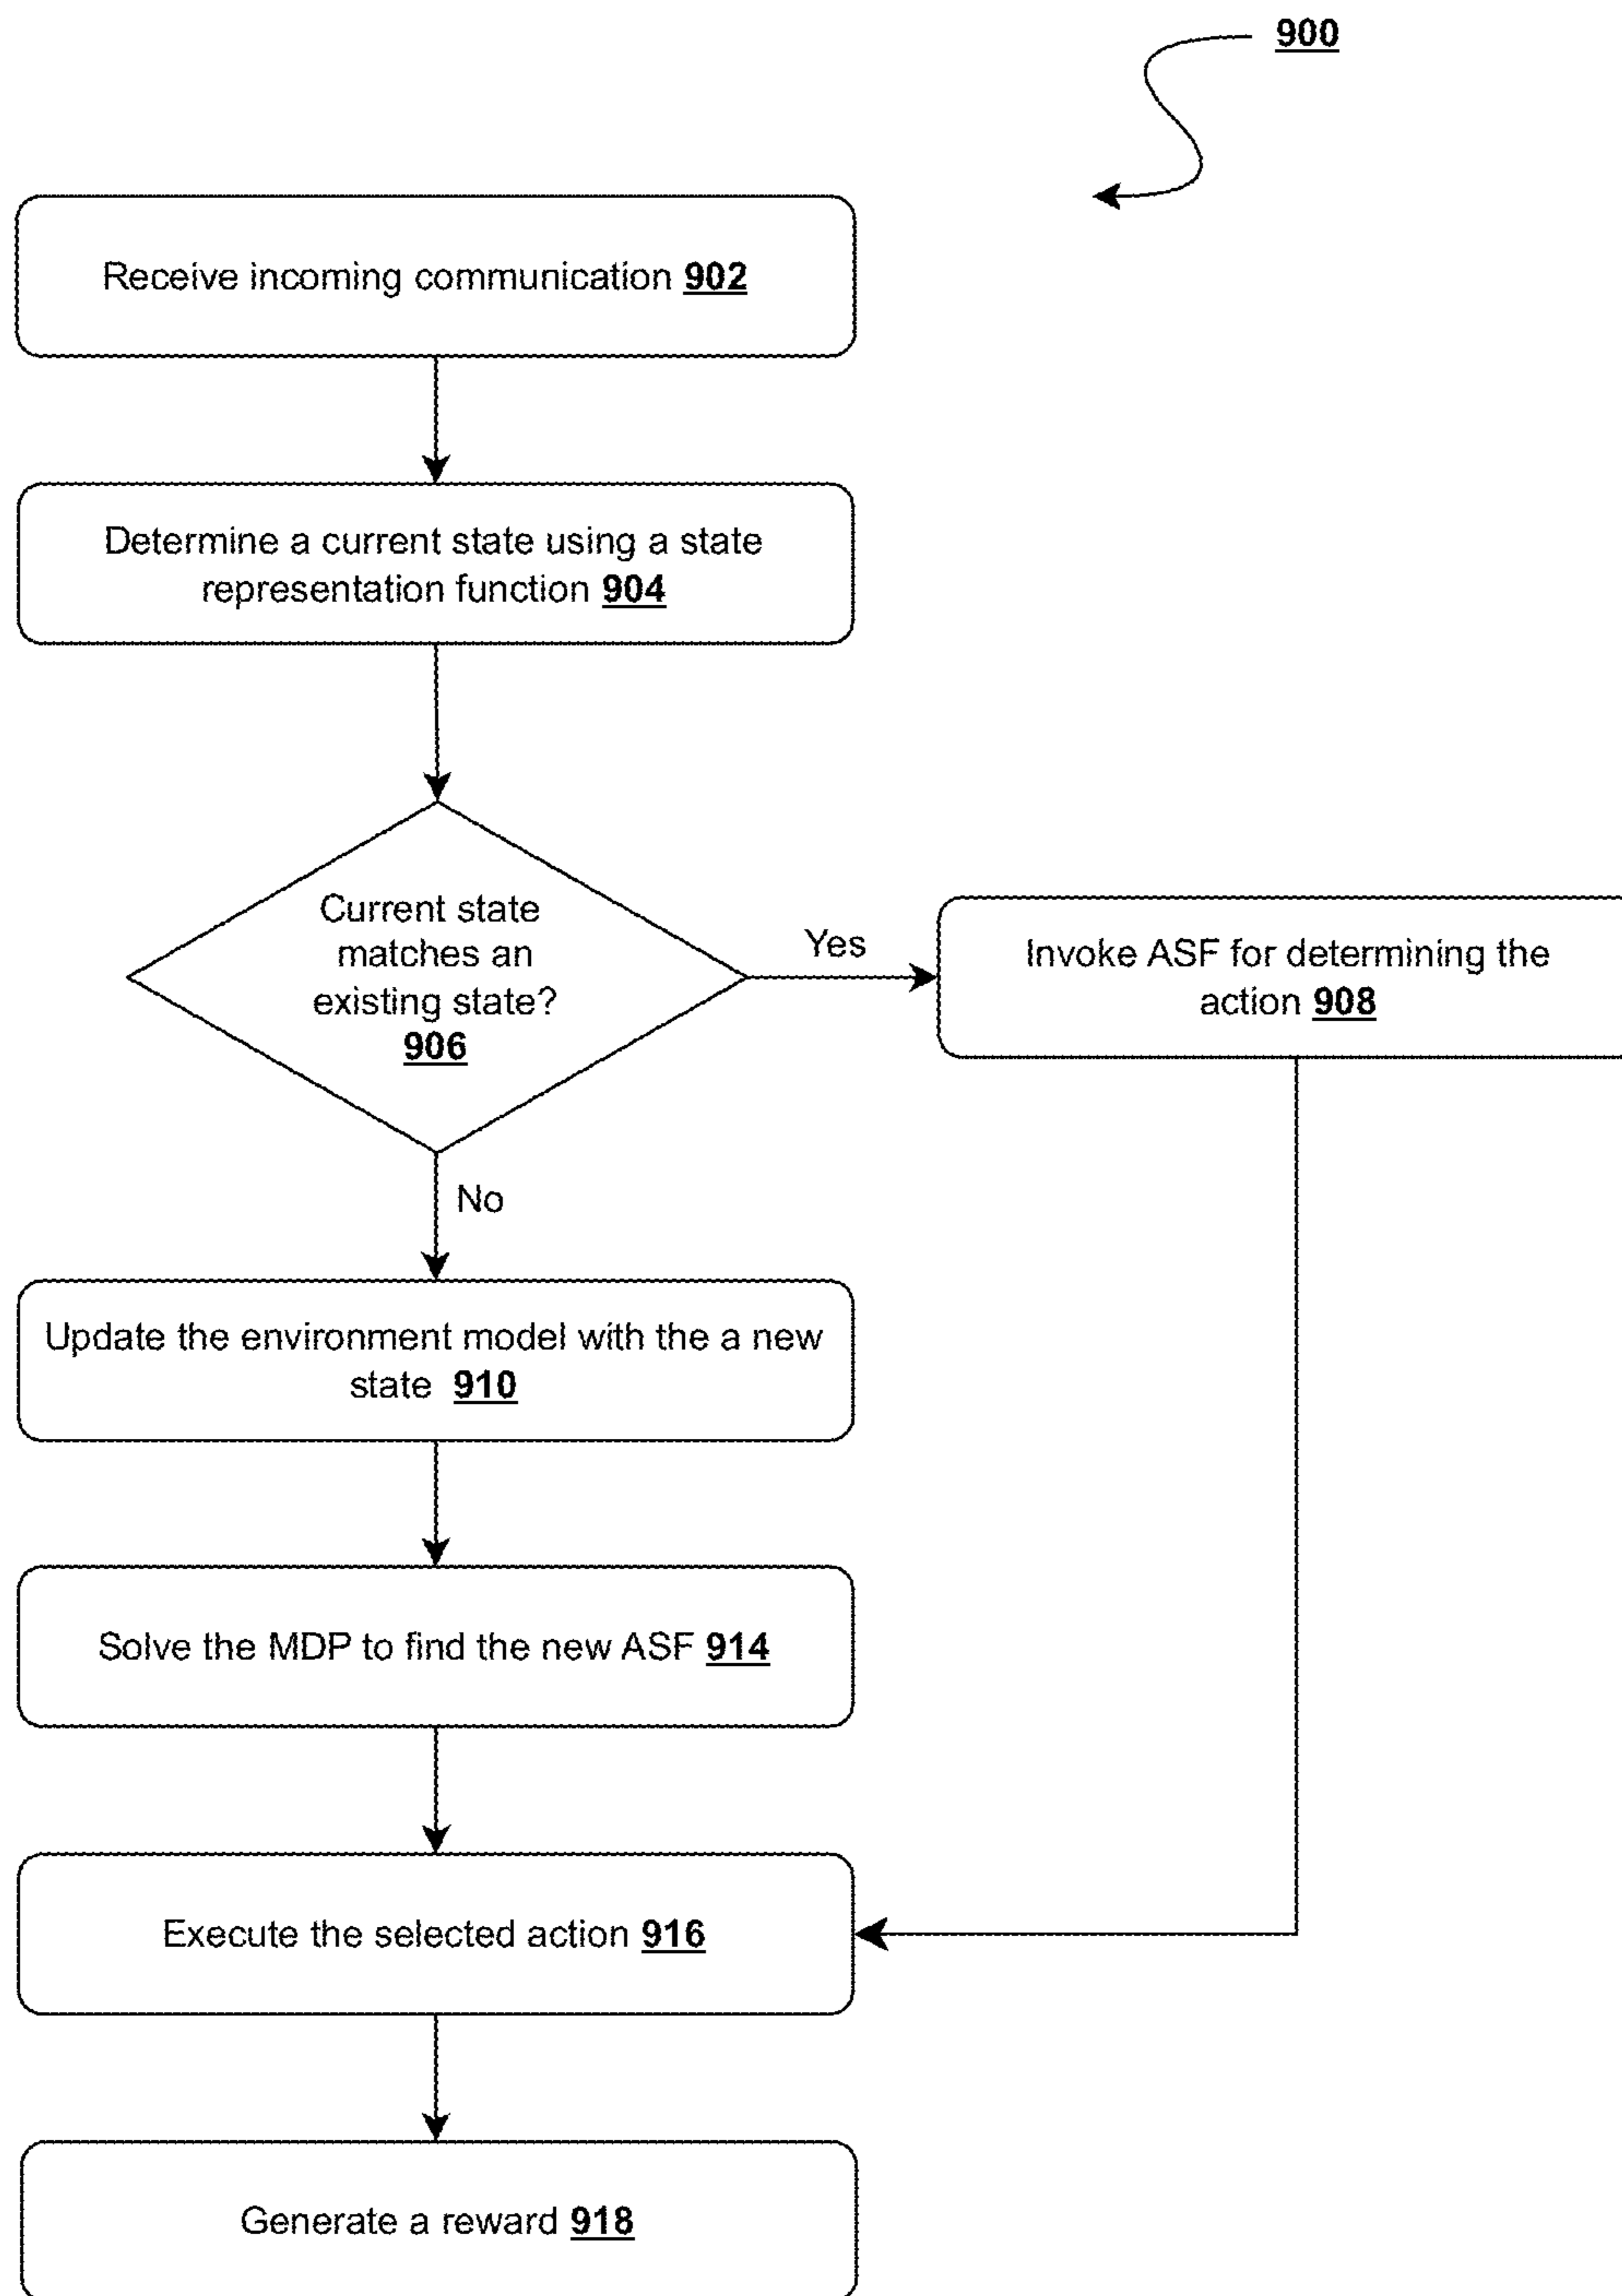 900
Receive incoming communication 902
Determine a current state using a state
representation function 904
Current state
matches an
existing state?
906
Yes
Invoke ASF for determining the
action 908
No
Update the environment model with the a new
state 910
Solve the MDP to find the new ASF 914
Execute the selected action 916
Generate a reward 918